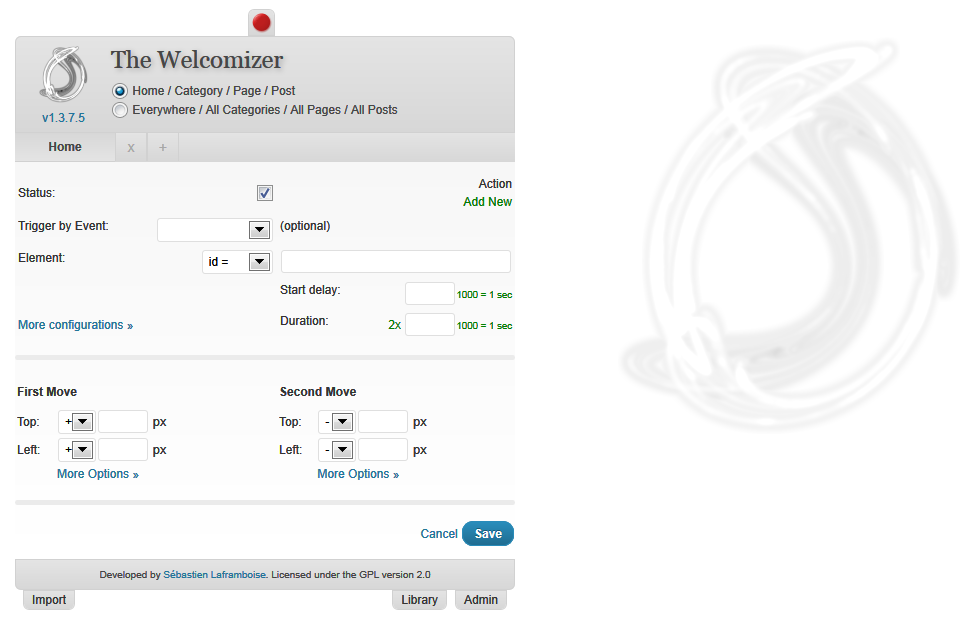 The Welcomizer
Home / Category / Page / Post
Everywhere / All Categories / All Pages / All Posts
v1.3.7.5
Home x +
Status: Action
Add New
Trigger by Event: (optional)
Element: id =
Start delay: 1000 = 1 sec
More configurations » Duration: 2x 1000 = 1 sec
First Move Second Move
Top: + px Top: - px
Left: + px Left: - px
More Options » More Options »
Cancel Save
Developed by Sébastien Laframboise. Licensed under the GPL version 2.0
Import Library Admin